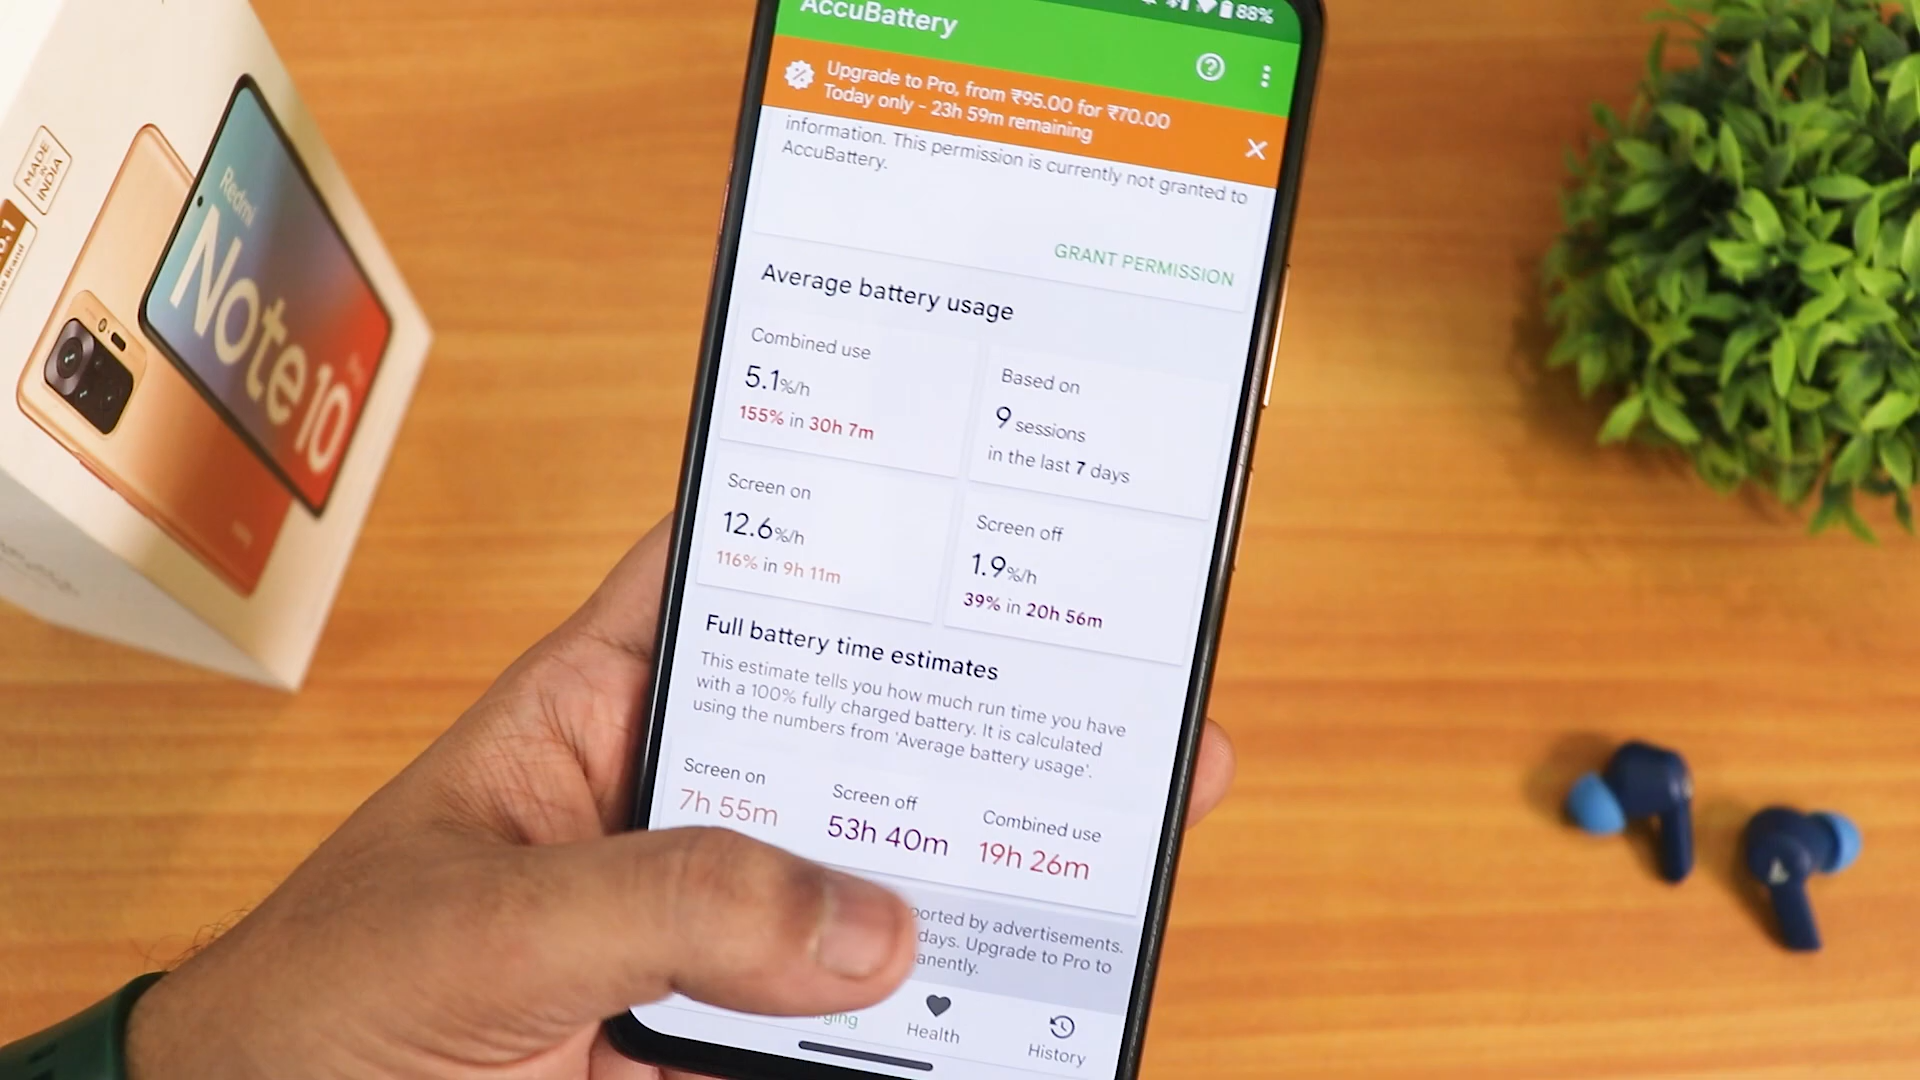 MADE
IN
INDIA
Redmi
Note 10
AccuBattery
88%
Upgrade to Pro, from ₹95.00 for ₹70.00
Today only - 23h 59m remaining
information. This permission is currently not granted to
AccuBattery.
GRANT PERMISSION
Average battery usage
Combined use
5.1%/h
155% in 30h 7m
Based on
9 sessions
in the last 7 days
Screen on
12.6%/h
116% in 9h 11m
Screen off
1.9%/h
39% in 20h 56m
Full battery time estimates
This estimate tells you how much run time you have
with a 100% fully charged battery. It is calculated
using the numbers from 'Average battery usage'.
Screen on
7h 55m
Screen off
53h 40m
Combined use
19h 26m
ported by advertisements.
days. Upgrade to Pro to
anently.
rging
Health
History